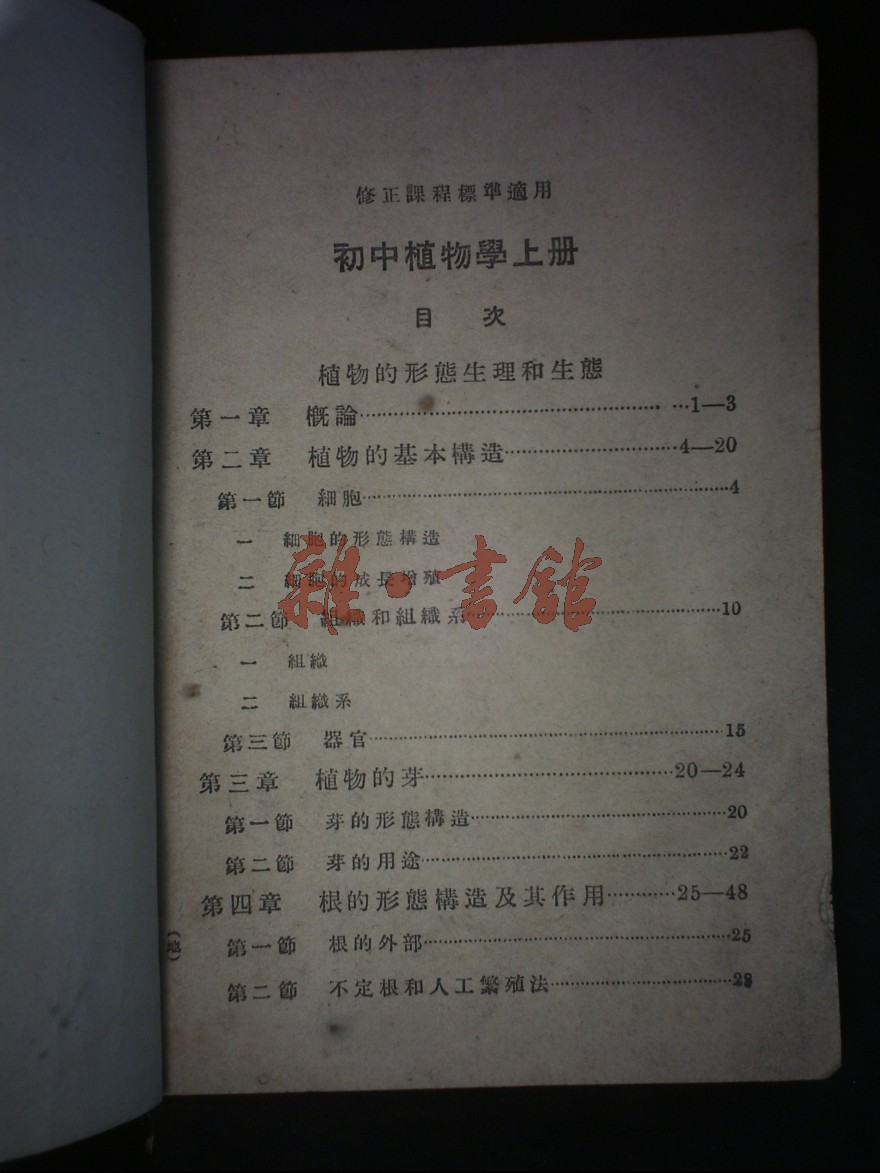 修正課程標準適用
初中植物學上册
目 次
植物的形態生理和生態
第一章 概論……1—3
第二章 植物的基本構造……4—20
第一節 細胞……4
一 細胞的形態構造
二 細胞的成長增殖
雜·書館
第二節 組織和組織系……10
一 組織
二 組織系
第三節 器官……15
第三章 植物的芽……20—24
第一節 芽的形態構造……20
第二節 芽的用途……22
第四章 根的形態構造及其作用……25—48
第一節 根的外部……25
第二節 不定根和人工繁殖法……28